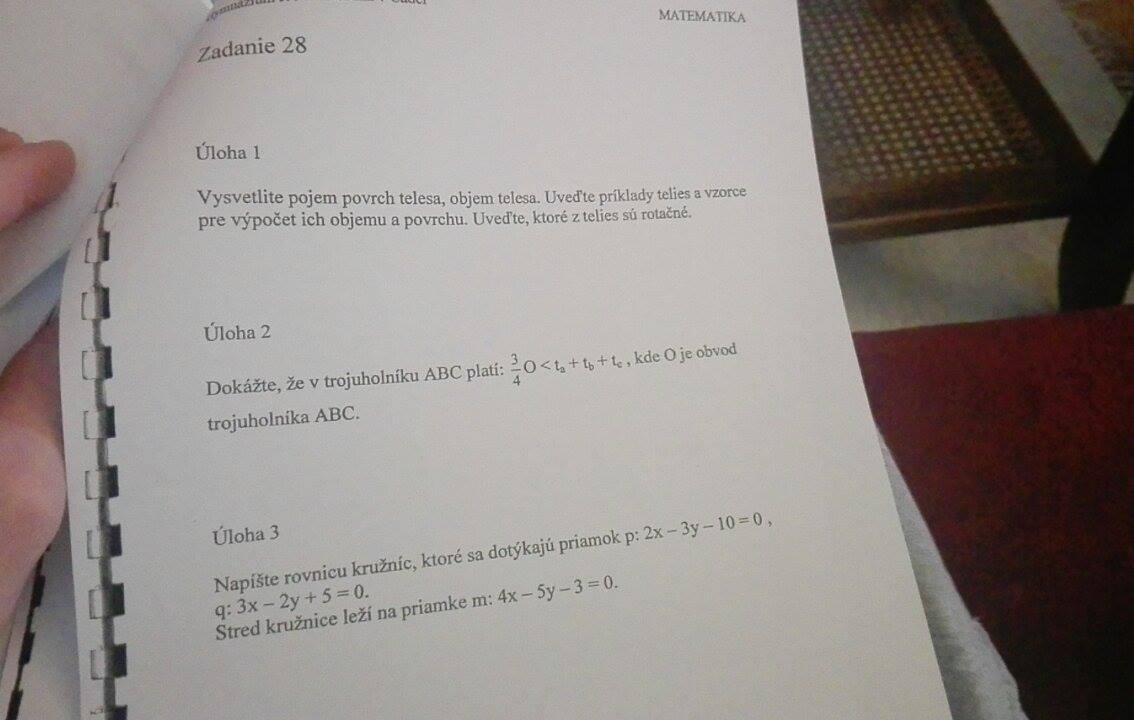 MATEMATIKA
Zadanie 28
Úloha 1
Vysvetlite pojem povrch telesa, objem telesa. Uveďte príklady telies a vzorce
pre výpočet ich objemu a povrchu. Uveďte, ktoré z telies sú rotačné.
Úloha 2
Dokážte, že v trojuholníku ABC platí: 3/4 O < tₐ + t_b + t_c , kde O je obvod
trojuholníka ABC.
Úloha 3
Napíšte rovnicu kružníc, ktoré sa dotýkajú priamok p: 2x – 3y – 10 = 0 ,
q: 3x – 2y + 5 = 0.
Stred kružnice leží na priamke m: 4x – 5y – 3 = 0.